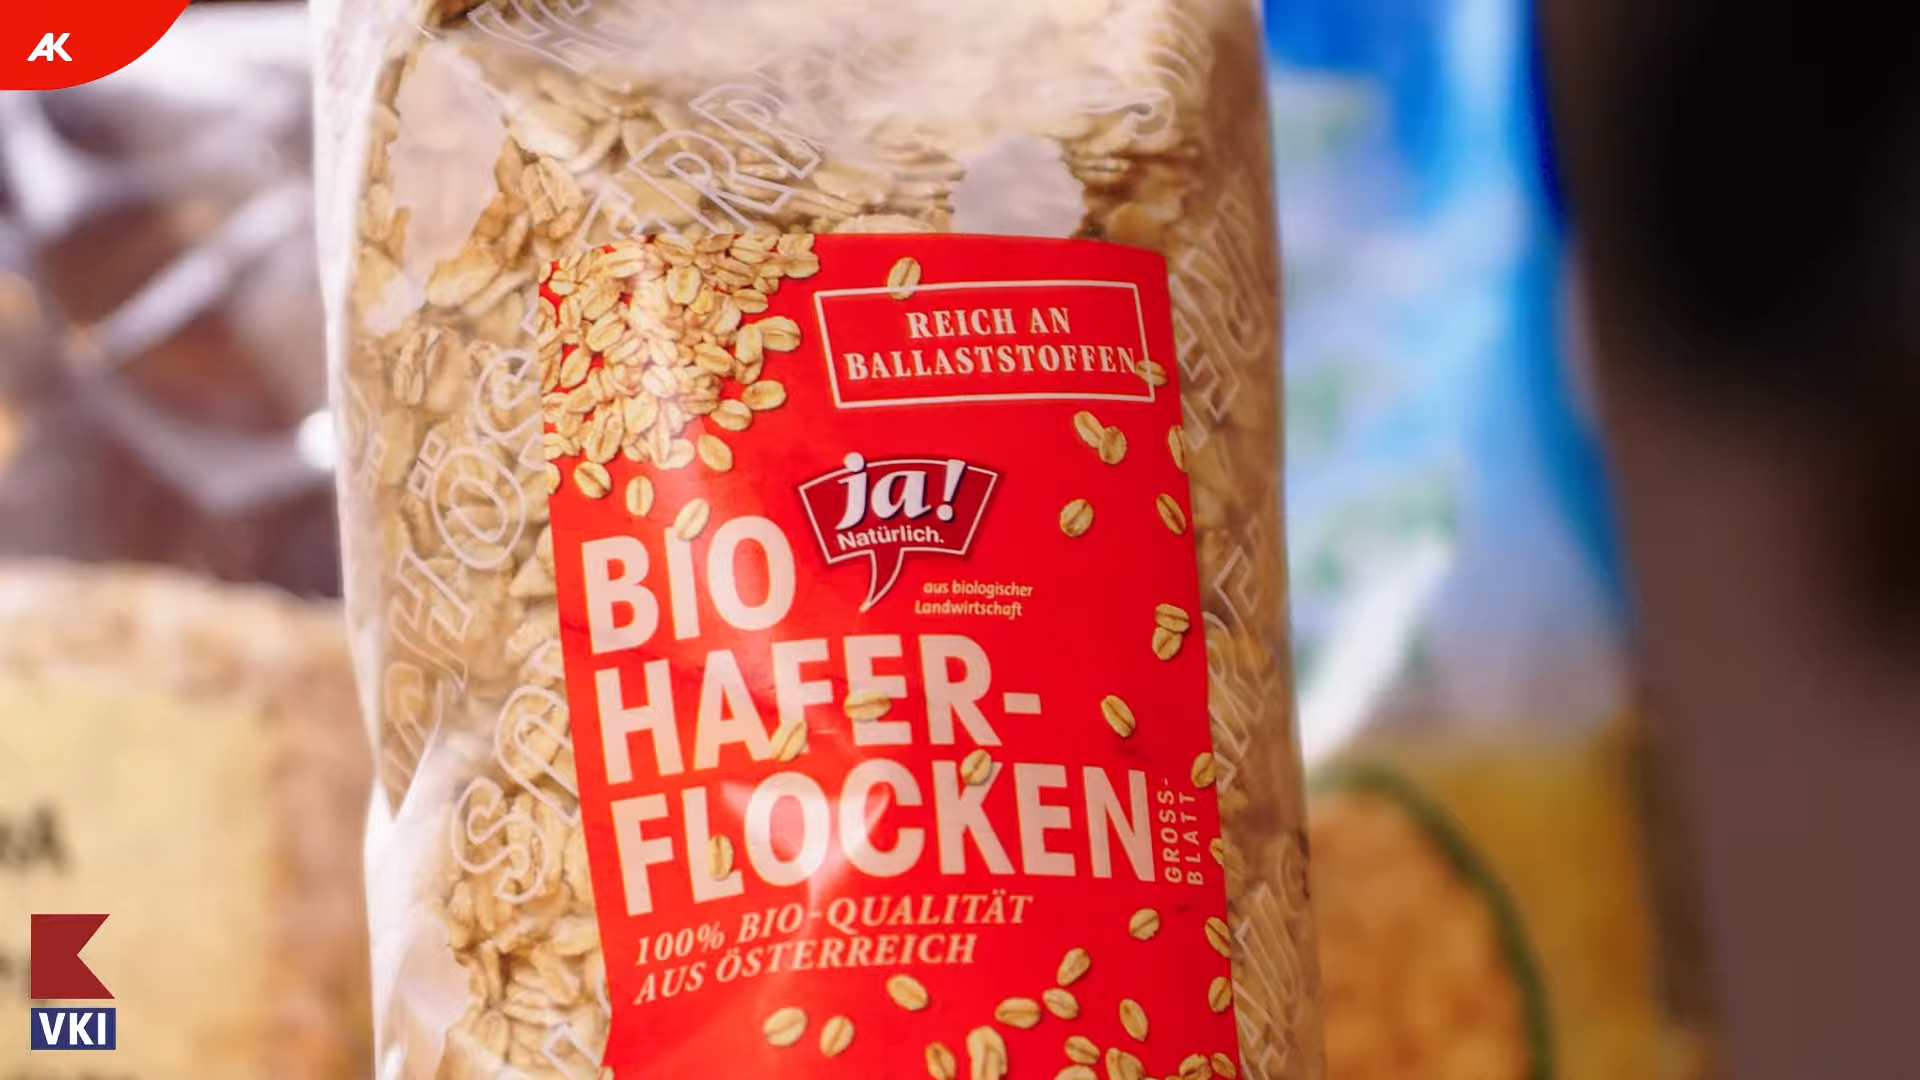 AK
REICH AN
BALLASTSTOFFEN
ja!
Natürlich.
aus biologischer
Landwirtschaft
BIO
HAFER-
FLOCKEN
GROSS-
BLATT
100% BIO-QUALITÄT
AUS ÖSTERREICH
VKI